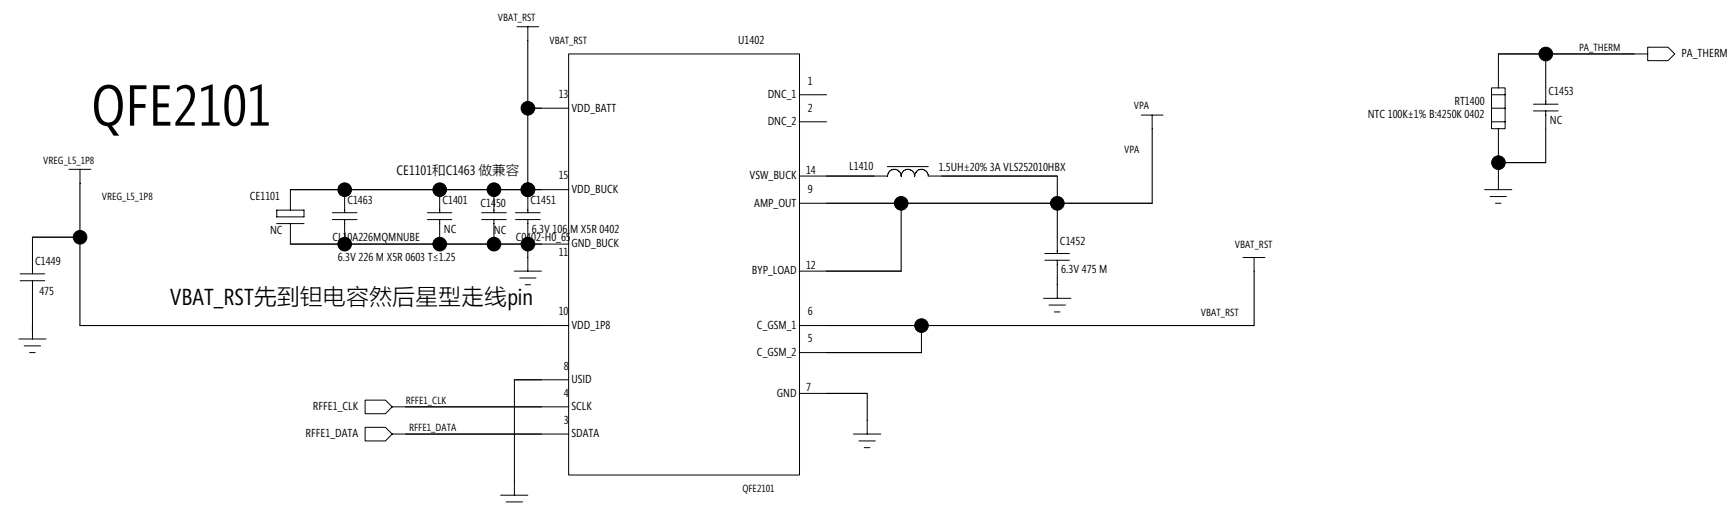 VBAT_RST
VBAT_RST
U1402
PA_THERM
PA_THERM
QFE2101
1
DNC_1
2
DNC_2
13
VDD_BATT
RT1400
NTC 100K±1% B:4250K 0402
C1453
NC
VPA
VPA
VREG_L5_1P8
VREG_L5_1P8
CE1101和C1463 做兼容
15
VDD_BUCK
VSW_BUCK
14
L1410
1.5UH±20% 3A VLS252010HBX
9
AMP_OUT
CE1101
NC
C1463
C1401
NC
C1450
NC
C1451
6.3V 106 M X5R 0402
CL10A226MQMNUBE
C0402-H0_65
6.3V 226 M X5R 0603 T≤1.25
GND_BUCK
11
C1452
6.3V 475 M
VBAT_RST
BYP_LOAD
12
C1449
475
VBAT_RST先到钽电容然后星型走线pin
10
VDD_1P8
6
C_GSM_1
VBAT_RST
5
C_GSM_2
8
USID
4
SCLK
GND
7
RFFE1_CLK
RFFE1_CLK
3
SDATA
RFFE1_DATA
RFFE1_DATA
QFE2101